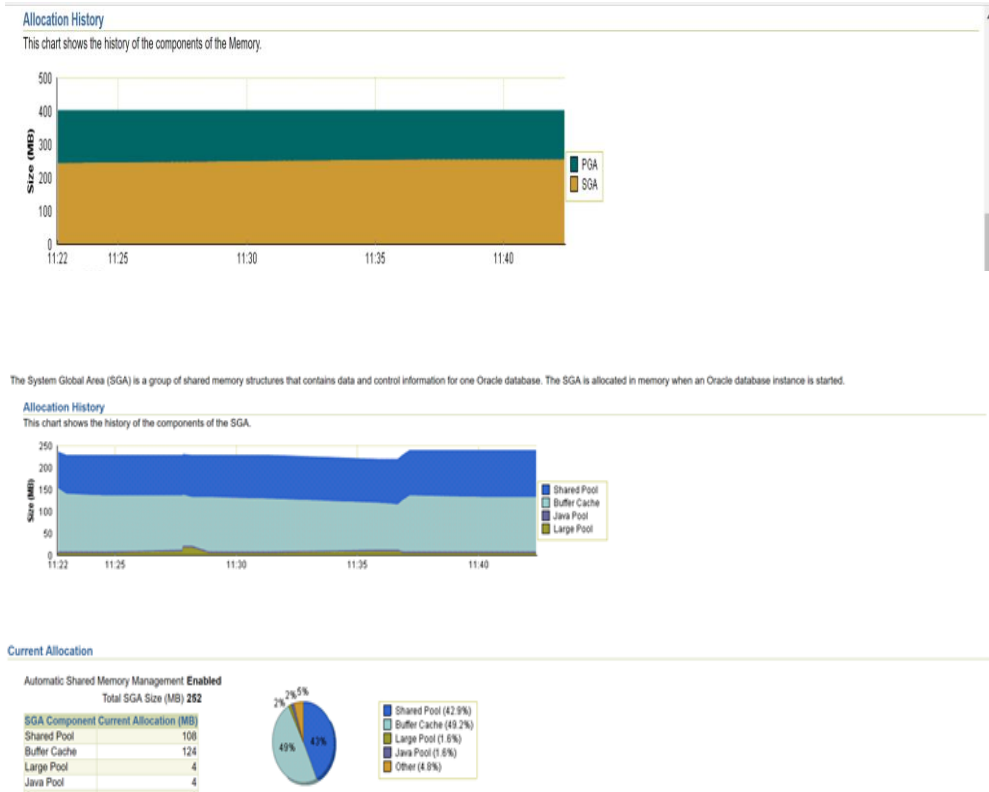 Allocation History
This chart shows the history of the components of the Memory.
500
400
300
200
100
0
Size (MB)
11:22 11:25 11:30 11:35 11:40
PGA
SGA
The System Global Area (SGA) is a group of shared memory structures that contains data and control information for one Oracle database. The SGA is allocated in memory when an Oracle database instance is started.
Allocation History
This chart shows the history of the components of the SGA.
250
200
150
100
50
0
Size (MB)
11:22 11:25 11:30 11:35 11:40
Shared Pool
Buffer Cache
Java Pool
Large Pool
Current Allocation
Automatic Shared Memory Management Enabled
Total SGA Size (MB) 252
SGA Component Current Allocation (MB)
Shared Pool 108
Buffer Cache 124
Large Pool 4
Java Pool 4
2% 2% 5%
49% 43%
Shared Pool (42.9%)
Buffer Cache (49.2%)
Large Pool (1.6%)
Java Pool (1.6%)
Other (4.8%)